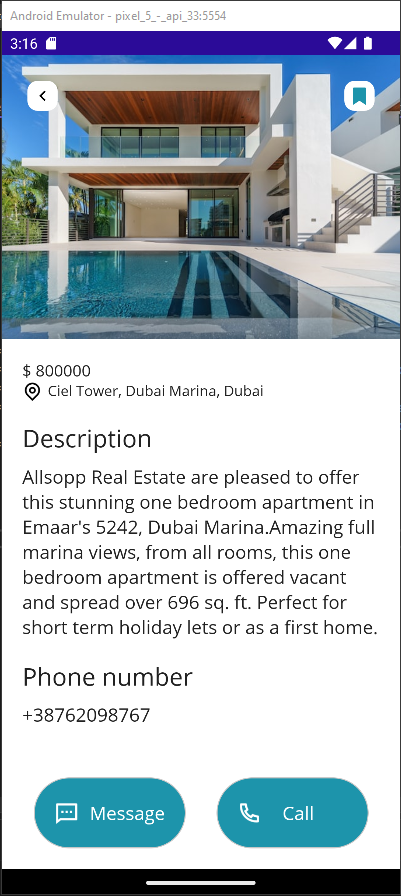 Android Emulator - pixel_5_-_api_33:5554
3:16
$ 800000
Ciel Tower, Dubai Marina, Dubai
Description
Allsopp Real Estate are pleased to offer
this stunning one bedroom apartment in
Emaar's 5242, Dubai Marina.Amazing full
marina views, from all rooms, this one
bedroom apartment is offered vacant
and spread over 696 sq. ft. Perfect for
short term holiday lets or as a first home.
Phone number
+38762098767
Message
Call